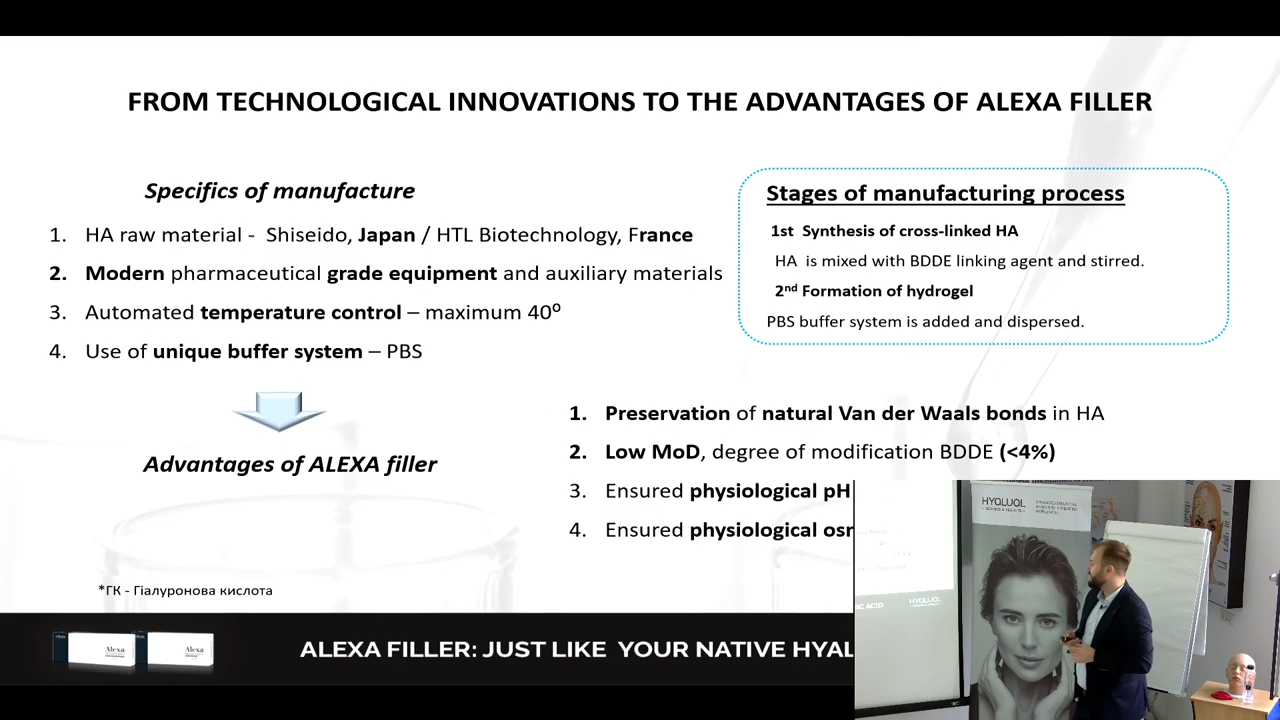 FROM TECHNOLOGICAL INNOVATIONS TO THE ADVANTAGES OF ALEXA FILLER
Specifics of manufacture
1. HA raw material - Shiseido, Japan / HTL Biotechnology, France
2. Modern pharmaceutical grade equipment and auxiliary materials
3. Automated temperature control – maximum 40⁰
4. Use of unique buffer system – PBS
Stages of manufacturing process
1st Synthesis of cross-linked HA
HA is mixed with BDDE linking agent and stirred.
2nd Formation of hydrogel
PBS buffer system is added and dispersed.
Advantages of ALEXA filler
1. Preservation of natural Van der Waals bonds in HA
2. Low MoD, degree of modification BDDE (<4%)
3. Ensured physiological pH
4. Ensured physiological osm
*ГК - Гіалуронова кислота
Alexa
Alexa
ALEXA FILLER: JUST LIKE YOUR NATIVE HYAL
HYALUAL
IC ACID
HYALUAL